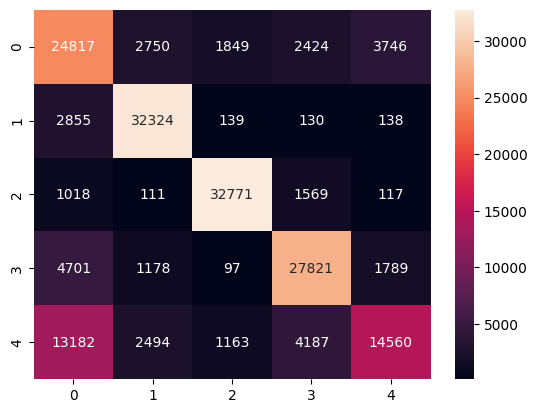 0 24817 2750 1849 2424 3746
1 2855 32324 139 130 138
2 1018 111 32771 1569 117
3 4701 1178 97 27821 1789
4 13182 2494 1163 4187 14560
0 1 2 3 4
30000
25000
20000
15000
10000
5000